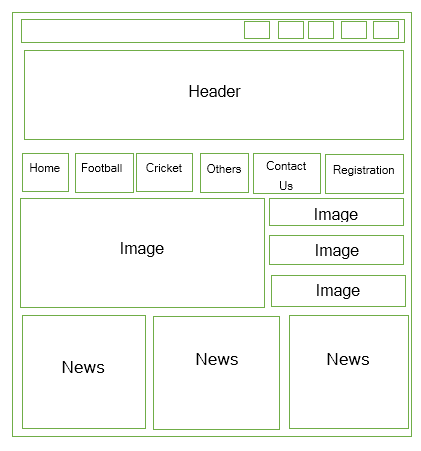 Header
Home
Football
Cricket
Others
Contact
Us
Registration
Image
Image
Image
Image
News
News
News